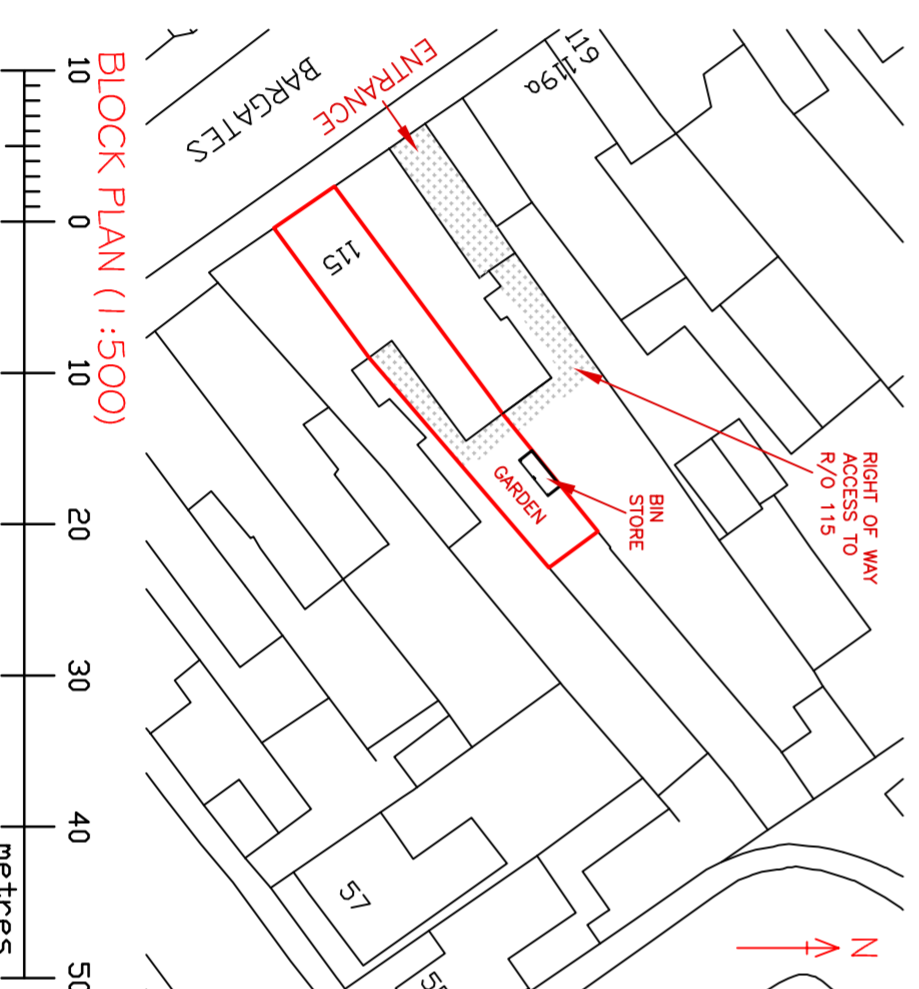 BLOCK PLAN (1:500)
10
0
10
20
30
40
50
metres
BARGATES
ENTRANCE
119a
115
GARDEN
BIN
STORE
RIGHT OF WAY
ACCESS TO
R/O 115
57
N